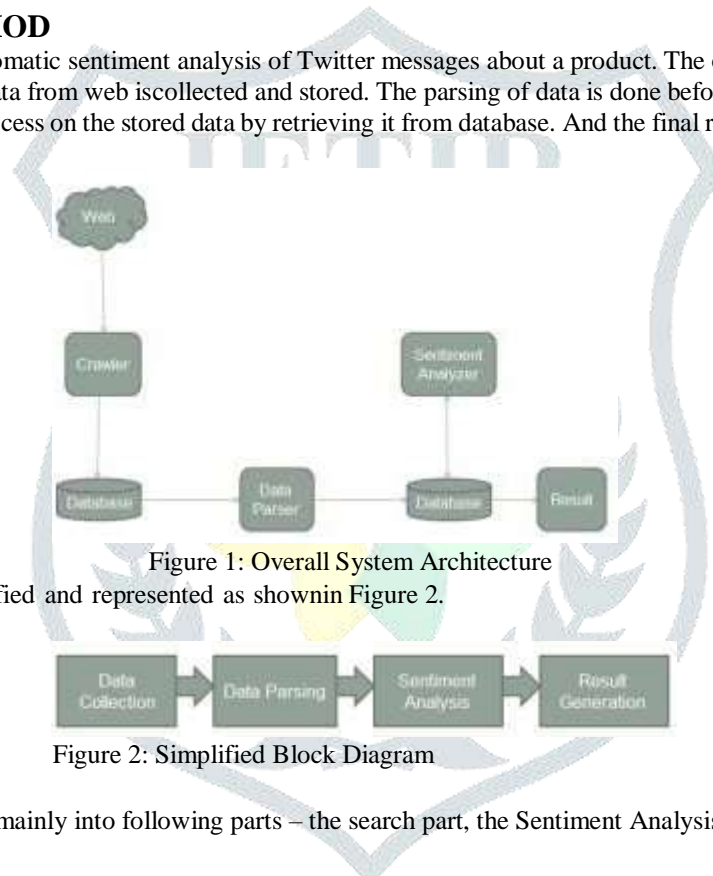 IOD
omatic sentiment analysis of Twitter messages about a product. The
ata from web iscollected and stored. The parsing of data is done befo
cess on the stored data by retrieving it from database. And the final r
JETIR
Web
Crawler
Sentiment
Analyzer
Database
Data
Parser
Database
Result
Figure 1: Overall System Architecture
fied and represented as shownin Figure 2.
Data
Collection
Data Parsing
Sentiment
Analysis
Result
Generation
Figure 2: Simplified Block Diagram
mainly into following parts – the search part, the Sentiment Analysis